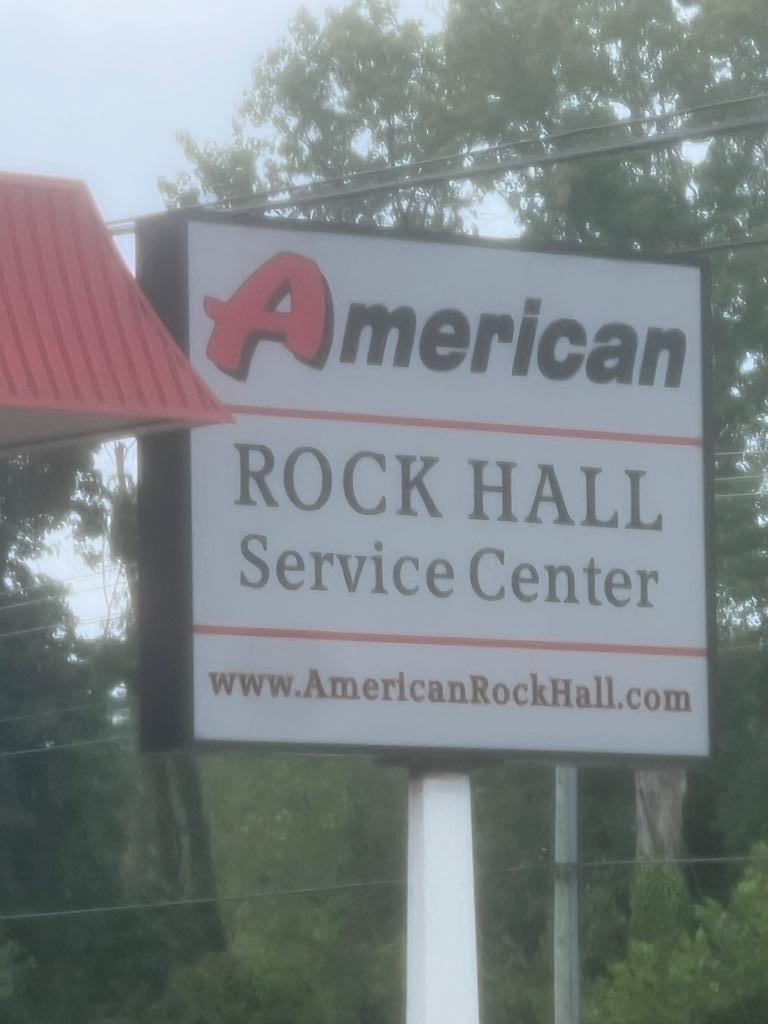 American
ROCK HALL
Service Center
www.AmericanRockHall.com